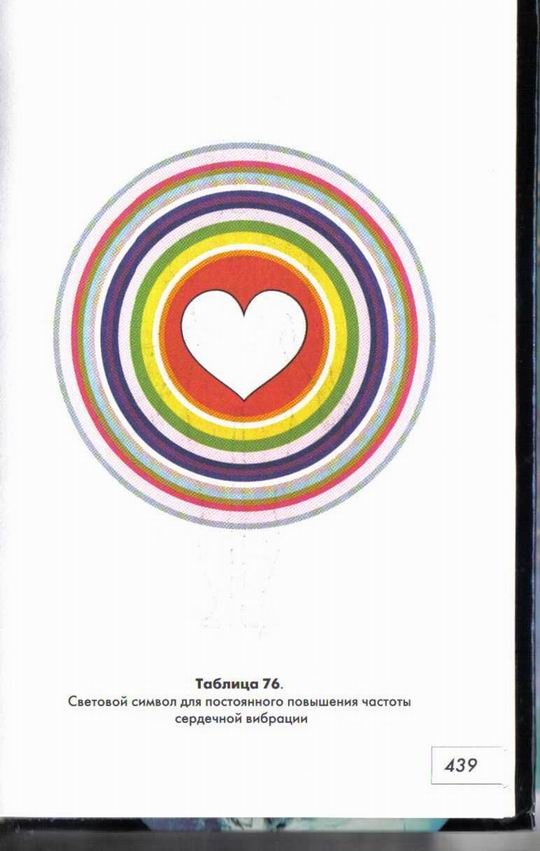 Таблица 76.
Световой символ для постоянного повышения частоты
сердечной вибрации
439